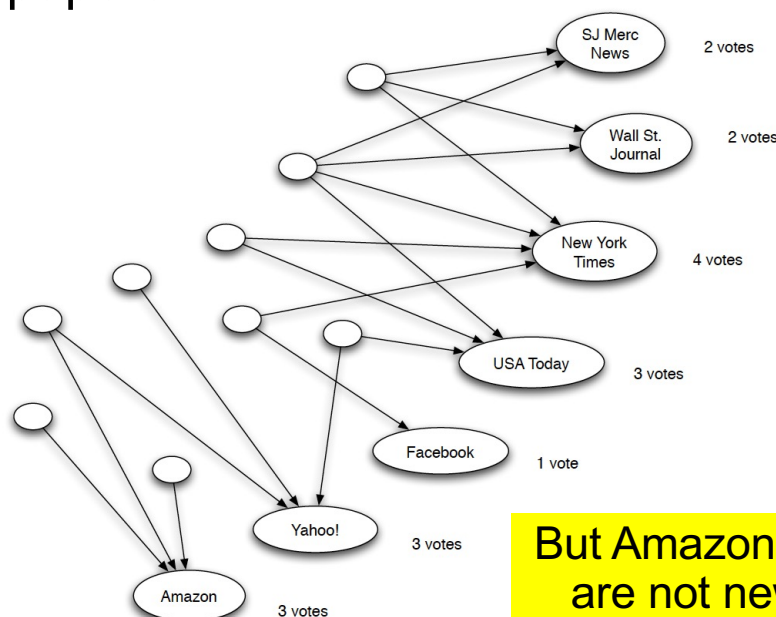 SJ Merc
News
2 votes
Wall St.
Journal
2 votes
New York
Times
4 votes
USA Today
3 votes
Facebook
1 vote
Yahoo!
3 votes
Amazon
3 votes
But Amazon
are not